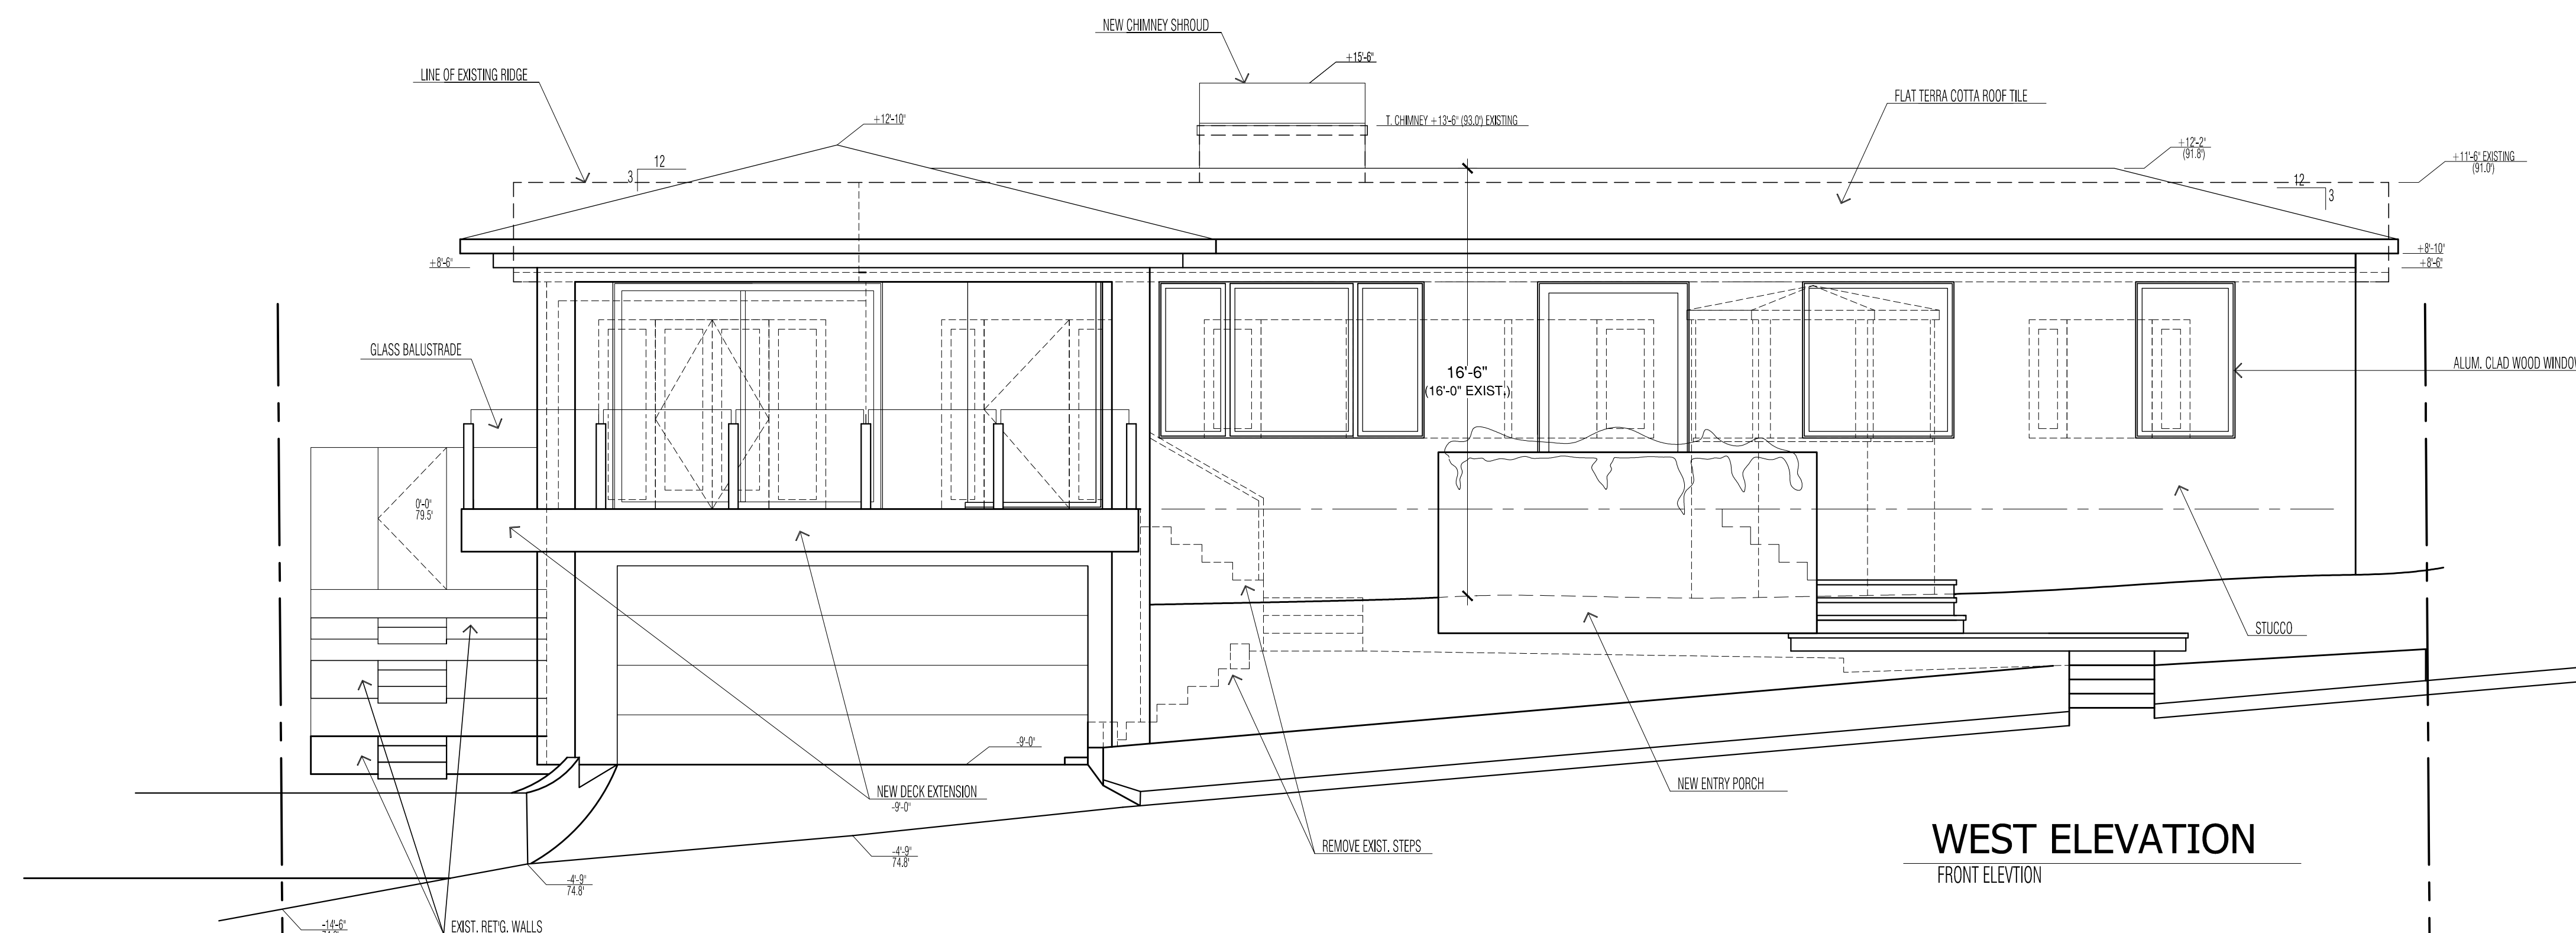 NEW CHIMNEY SHROUD
+15'-6"
LINE OF EXISTING RIDGE
FLAT TERRA COTTA ROOF TILE
+12'-10"
T. CHIMNEY +13'-6" (93.0') EXISTING
+12'-2"
(91.8')
+11'-6" EXISTING
(91.0')
12
3
12
3
+8'-6"
+8'-10"
+8'-6"
GLASS BALUSTRADE
16'-6"
(16'-0" EXIST.)
ALUM. CLAD WOOD WINDOW
0'-0"
79.5'
STUCCO
-9'-0"
NEW DECK EXTENSION
-9'-0"
NEW ENTRY PORCH
REMOVE EXIST. STEPS
-4'-9"
74.8'
-4'-9"
74.8'
WEST ELEVATION
FRONT ELEVTION
-14'-6"
EXIST. RET'G. WALLS